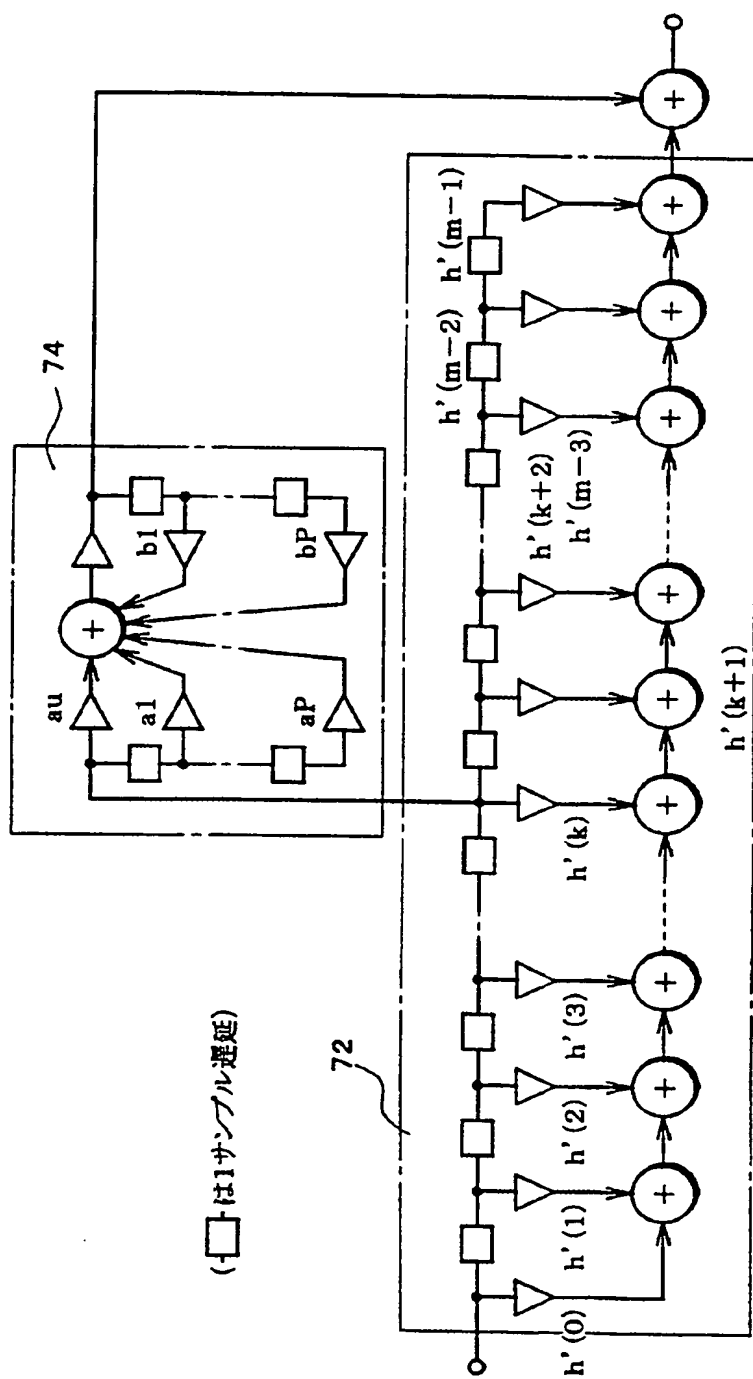 74
au
a1
aP
b1
bP
(-□-は1サンプル遅延)
72
h'(0)
h'(1)
h'(2)
h'(3)
h'(k)
h'(k+1)
h'(k+2)
h'(m-3)
h'(m-2)
h'(m-1)
+
+
+
+
+
+
+
+
+
+
+